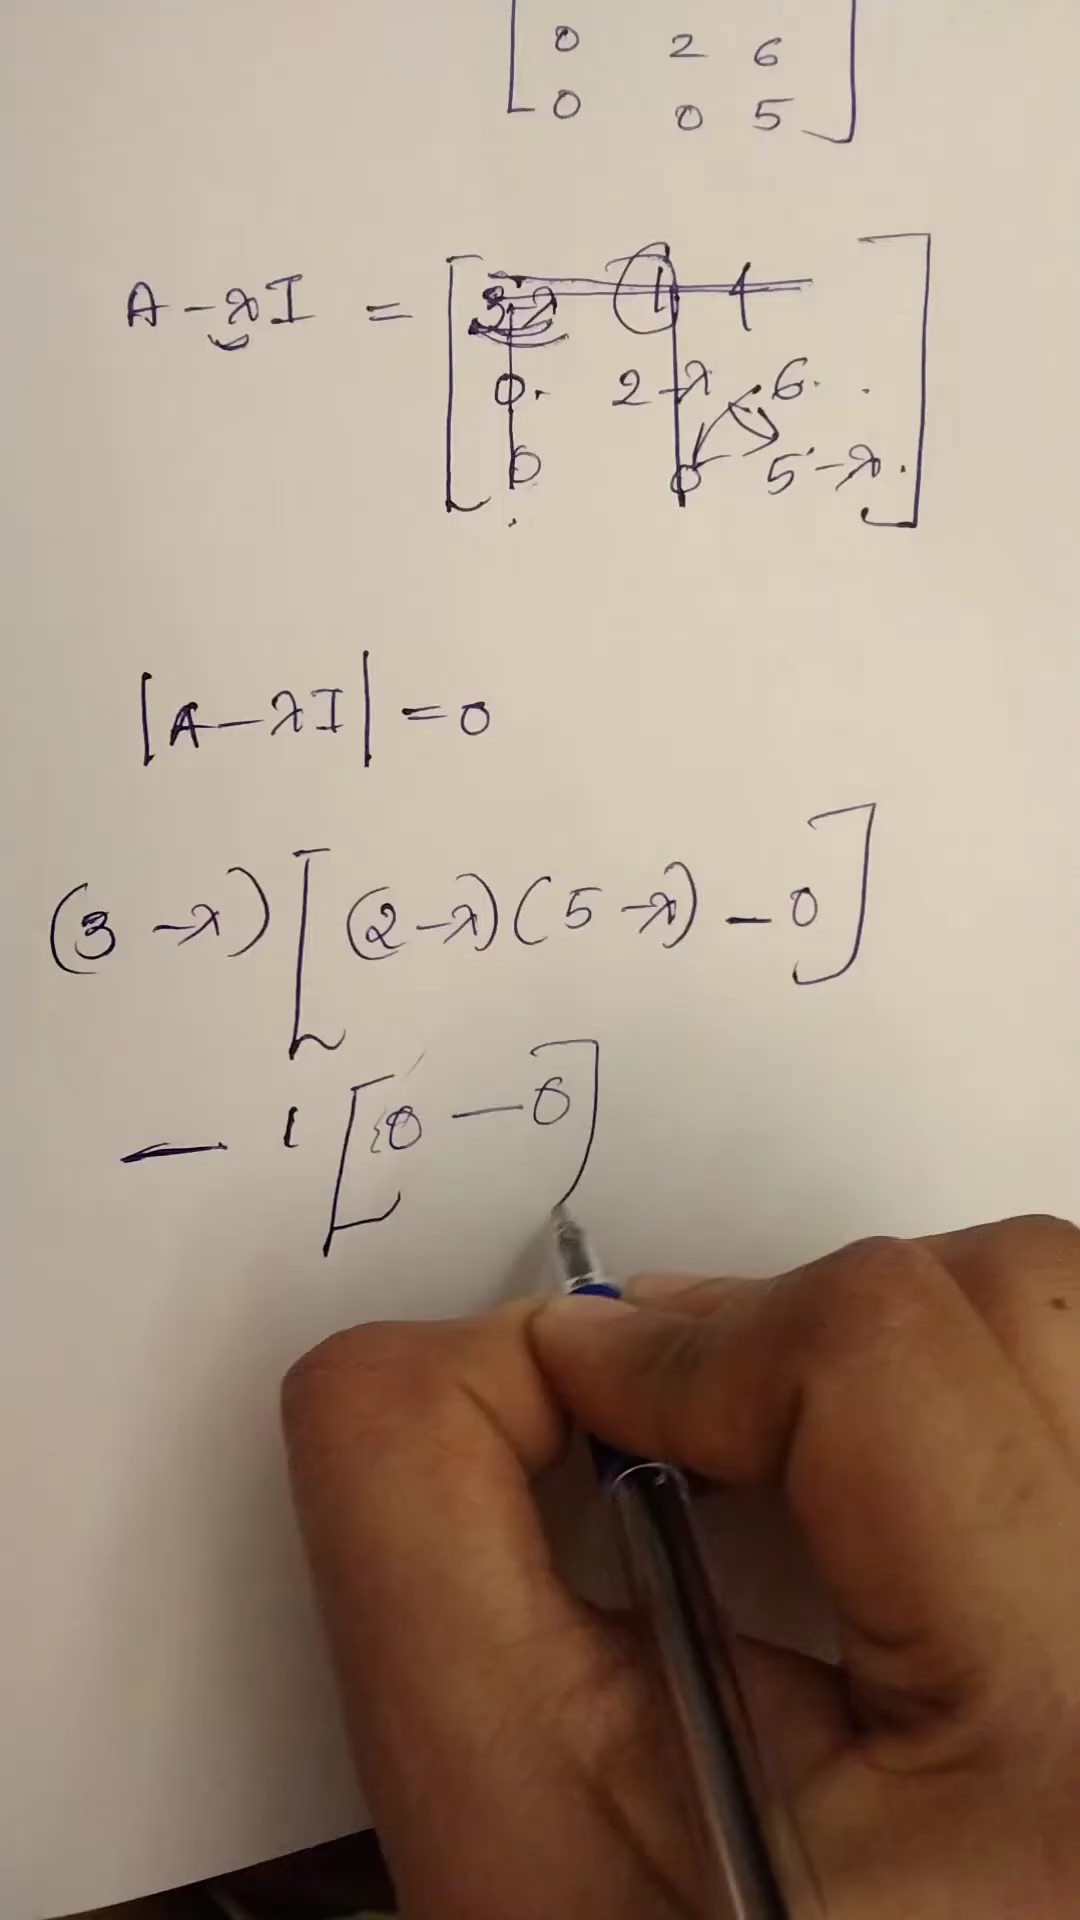 0 2 6
0 0 5
A - λI = [ 3-λ 1 4
0 2-λ 6
0 0 5-λ ]
|A - λI| = 0
(3 - λ) [ (2 - λ) (5 - λ) - 0 ]
- 1 [ 0 - 0 ]